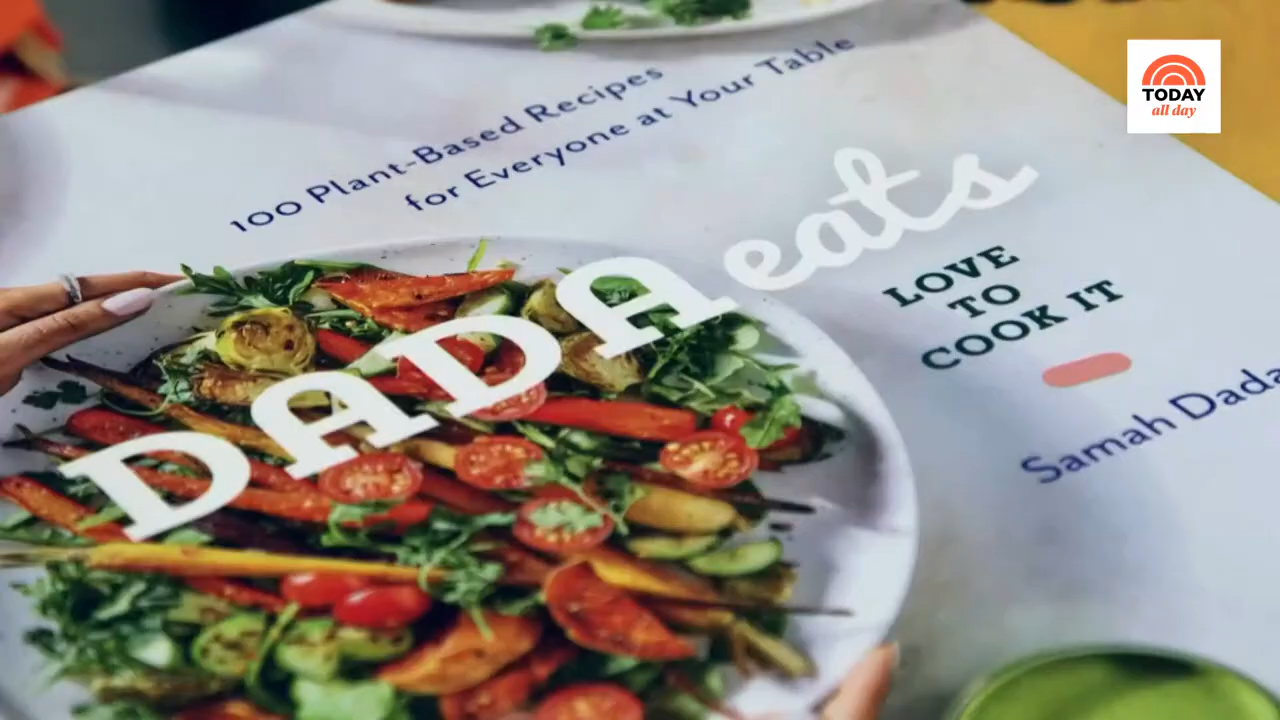 100 Plant-Based Recipes
for Everyone at Your Table
DADA eats
LOVE
TO
COOK IT
Samah Dada
TODAY
all day